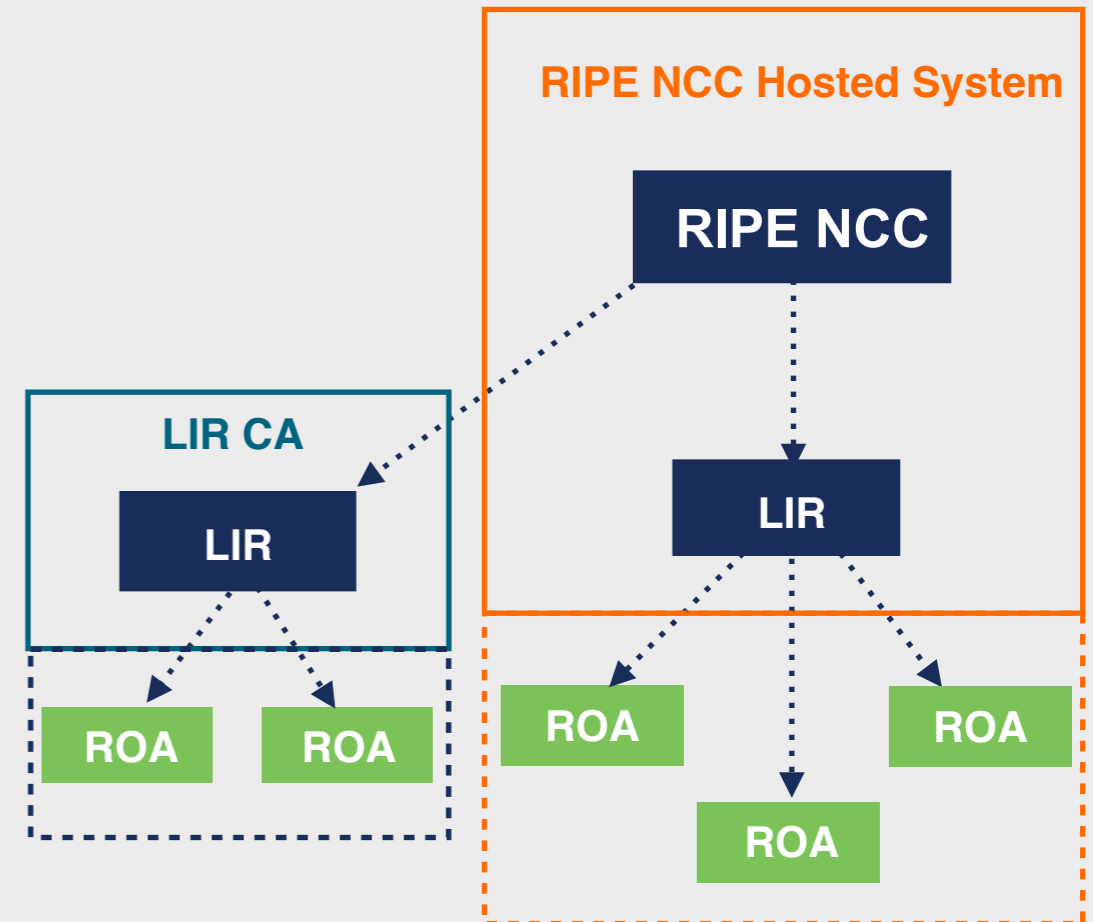 RIPE NCC Hosted System
RIPE NCC
LIR CA
LIR
LIR
ROA
ROA
ROA
ROA
ROA